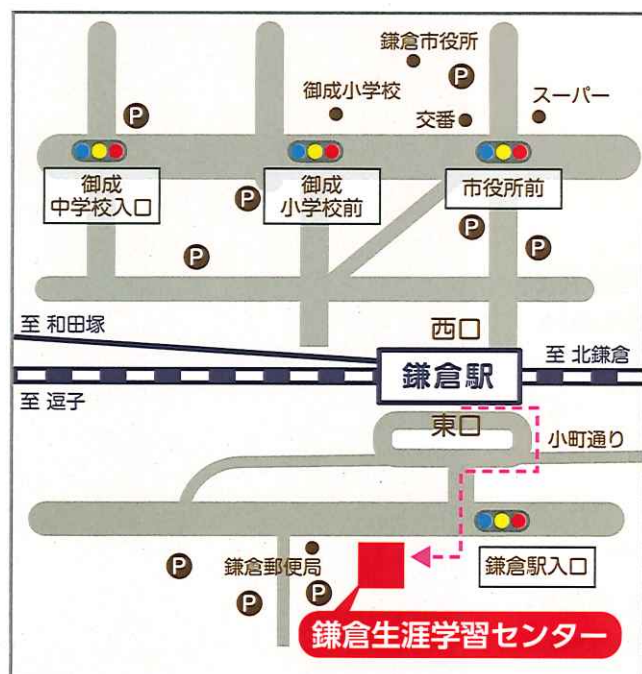 鎌倉市役所
P
御成小学校
スーパー
P
交番
御成
中学校入口
御成
小学校前
市役所前
P
P
P
P
至 和田塚
西口
至 北鎌倉
鎌倉駅
至 逗子
東口
小町通り
鎌倉郵便局
鎌倉駅入口
P
P
P
鎌倉生涯学習センター